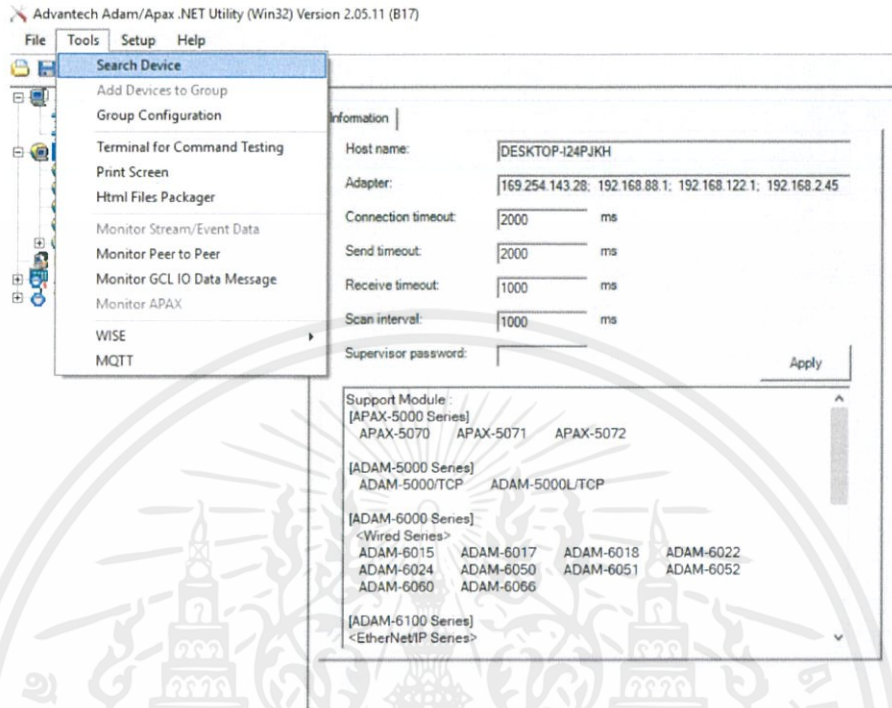 Advantech Adam/Apax .NET Utility (Win32) Version 2.05.11 (B17)
File Tools Setup Help
Search Device
Add Devices to Group
Group Configuration
Terminal for Command Testing
Print Screen
Html Files Packager
Monitor Stream/Event Data
Monitor Peer to Peer
Monitor GCL IO Data Message
Monitor APAX
WISE
MQTT
Information
Host name: DESKTOP-I24PJKH
Adapter: 169.254.143.28; 192.168.88.1; 192.168.122.1; 192.168.2.45
Connection timeout: 2000 ms
Send timeout: 2000 ms
Receive timeout: 1000 ms
Scan interval: 1000 ms
Supervisor password:
Apply
Support Module :
[APAX-5000 Series]
APAX-5070 APAX-5071 APAX-5072
[ADAM-5000 Series]
ADAM-5000/TCP ADAM-5000L/TCP
[ADAM-6000 Series]
<Wired Series>
ADAM-6015 ADAM-6017 ADAM-6018 ADAM-6022
ADAM-6024 ADAM-6050 ADAM-6051 ADAM-6052
ADAM-6060 ADAM-6066
[ADAM-6100 Series]
<EtherNet/IP Series>